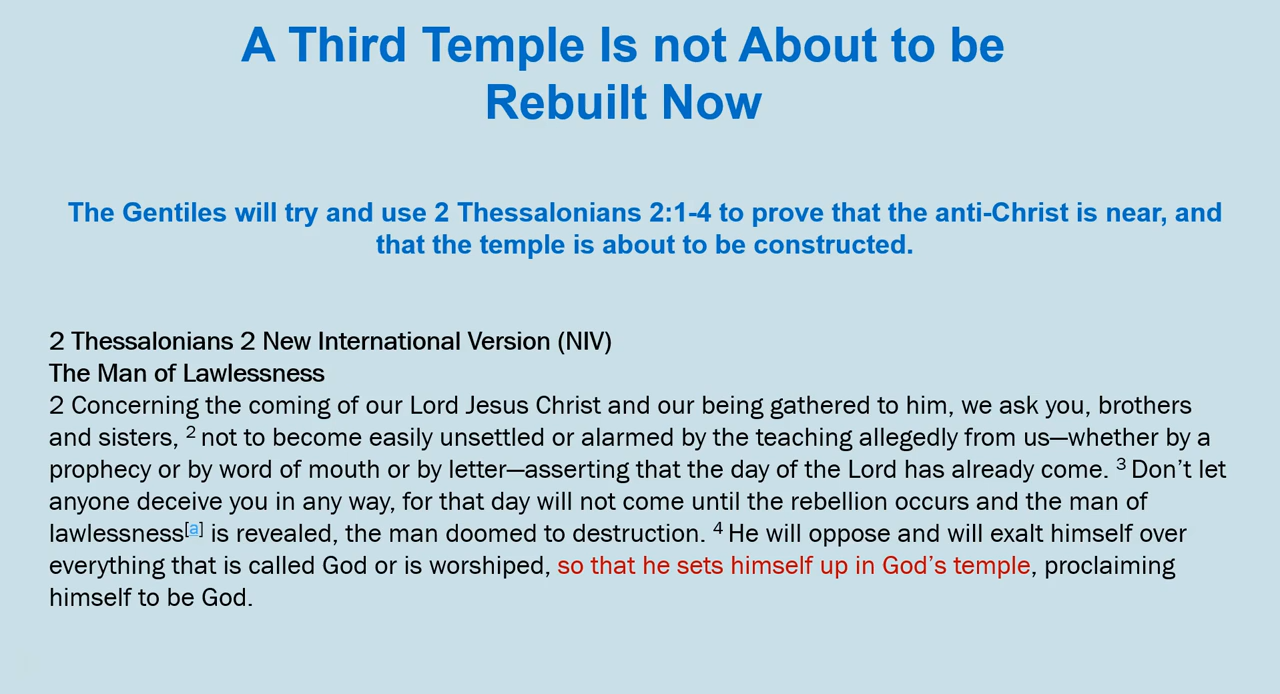 A Third Temple Is not About to be
Rebuilt Now
The Gentiles will try and use 2 Thessalonians 2:1-4 to prove that the anti-Christ is near, and
that the temple is about to be constructed.
2 Thessalonians 2 New International Version (NIV)
The Man of Lawlessness
2 Concerning the coming of our Lord Jesus Christ and our being gathered to him, we ask you, brothers
and sisters, 2 not to become easily unsettled or alarmed by the teaching allegedly from us—whether by a
prophecy or by word of mouth or by letter—asserting that the day of the Lord has already come. 3 Don’t let
anyone deceive you in any way, for that day will not come until the rebellion occurs and the man of
lawlessness[a] is revealed, the man doomed to destruction. 4 He will oppose and will exalt himself over
everything that is called God or is worshiped, so that he sets himself up in God’s temple, proclaiming
himself to be God.